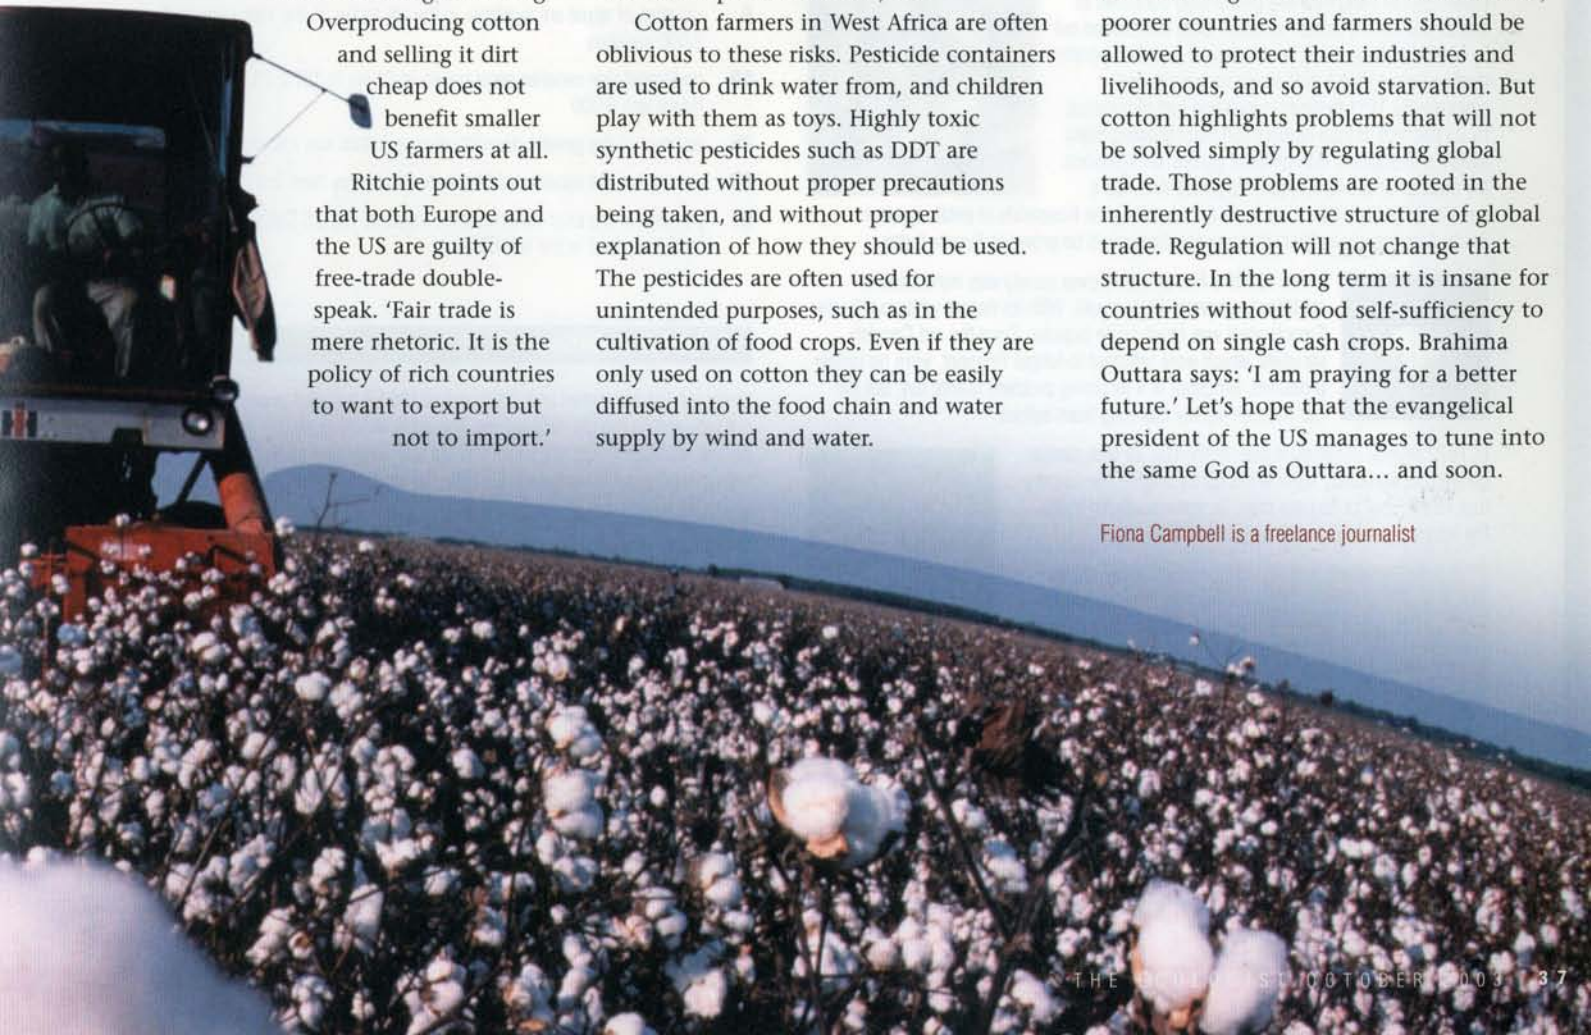 Overproducing cotton
and selling it dirt
cheap does not
benefit smaller
US farmers at all.
Ritchie points out
that both Europe and
the US are guilty of
free-trade double-
speak. ‘Fair trade is
mere rhetoric. It is the
policy of rich countries
to want to export but
not to import.’
Cotton farmers in West Africa are often
oblivious to these risks. Pesticide containers
are used to drink water from, and children
play with them as toys. Highly toxic
synthetic pesticides such as DDT are
distributed without proper precautions
being taken, and without proper
explanation of how they should be used.
The pesticides are often used for
unintended purposes, such as in the
cultivation of food crops. Even if they are
only used on cotton they can be easily
diffused into the food chain and water
supply by wind and water.
poorer countries and farmers should be
allowed to protect their industries and
livelihoods, and so avoid starvation. But
cotton highlights problems that will not
be solved simply by regulating global
trade. Those problems are rooted in the
inherently destructive structure of global
trade. Regulation will not change that
structure. In the long term it is insane for
countries without food self-sufficiency to
depend on single cash crops. Brahima
Outtara says: ‘I am praying for a better
future.’ Let’s hope that the evangelical
president of the US manages to tune into
the same God as Outtara... and soon.
Fiona Campbell is a freelance journalist
THE ECOLOGIST OCTOBER 2003 37